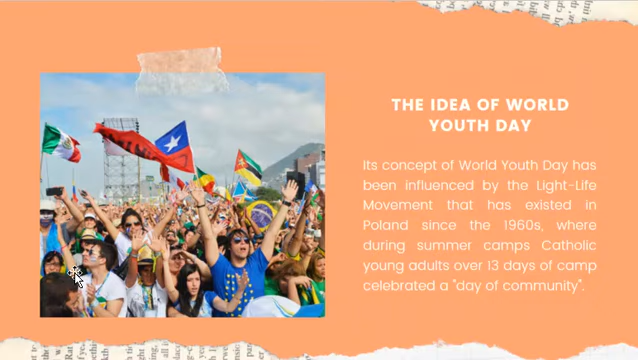 THE IDEA OF WORLD
YOUTH DAY
Its concept of World Youth Day has
been influenced by the Light-Life
Movement that has existed in
Poland since the 1960s, where
during summer camps Catholic
young adults over 13 days of camp
celebrated a "day of community".